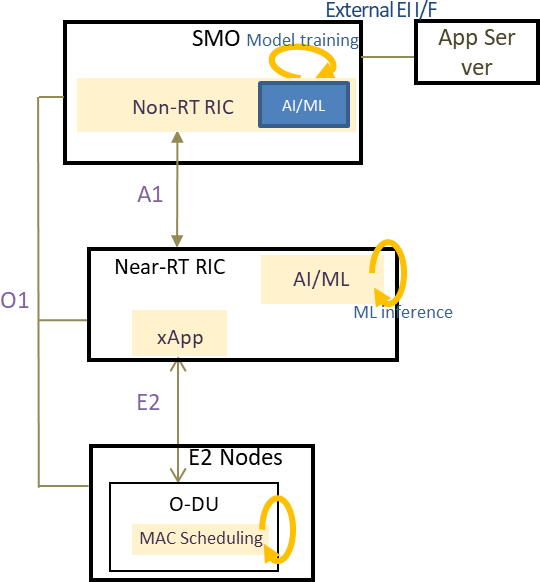 External EI I/F
SMO
Model training
App Ser
ver
Non-RT RIC
AI/ML
A1
Near-RT RIC
AI/ML
O1
ML inference
xApp
E2
E2 Nodes
O-DU
MAC Scheduling